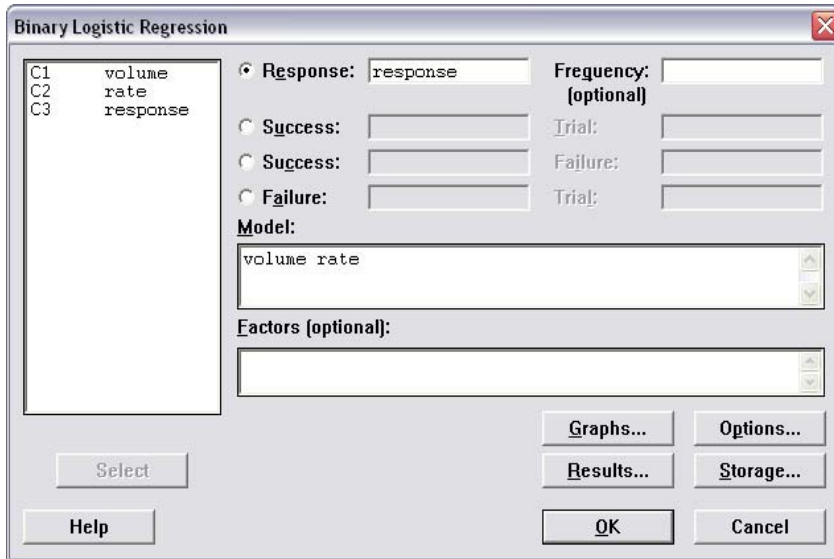 Binary Logistic Regression
C1 volume
C2 rate
C3 response
Response: response Frequency:
(optional)
Success: Trial:
Success: Failure:
Failure: Trial:
Model:
volume rate
Factors (optional):
Graphs... Options...
Select Results... Storage...
Help OK Cancel